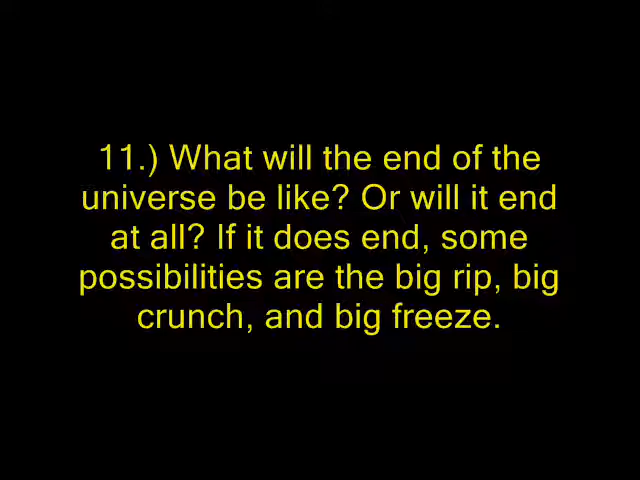 11.) What will the end of the
universe be like? Or will it end
at all? If it does end, some
possibilities are the big rip, big
crunch, and big freeze.